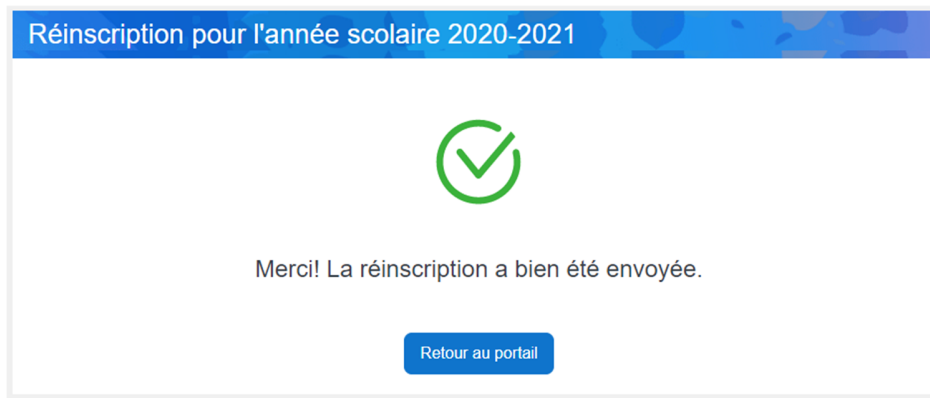 Réinscription pour l'année scolaire 2020-2021
Merci! La réinscription a bien été envoyée.
Retour au portail